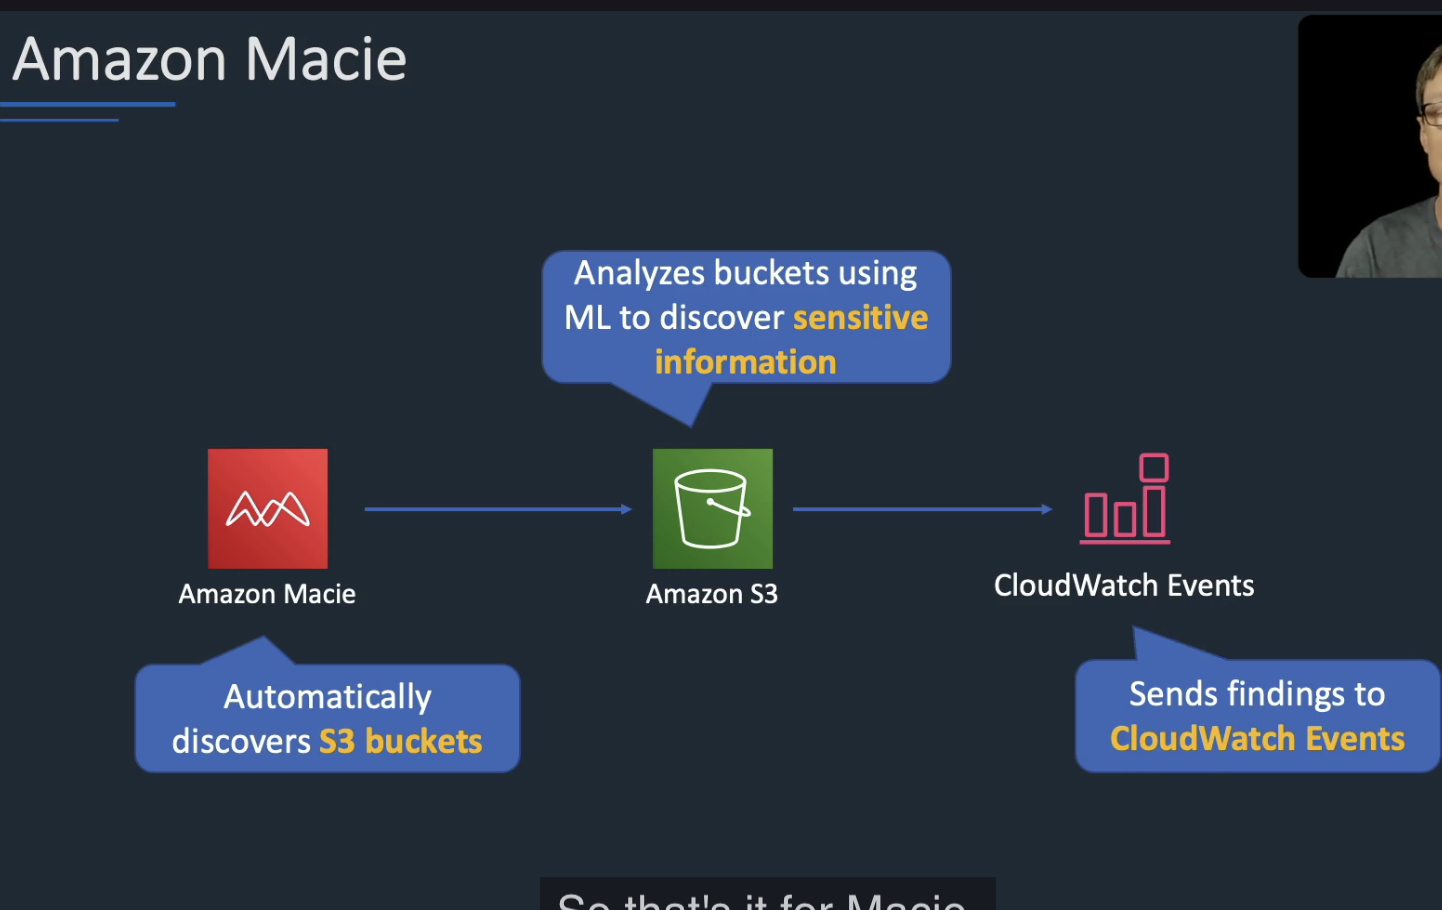 Amazon Macie
Analyzes buckets using
ML to discover sensitive
information
Amazon Macie
Amazon S3
CloudWatch Events
Automatically
discovers S3 buckets
Sends findings to
CloudWatch Events
So that's it for Macie